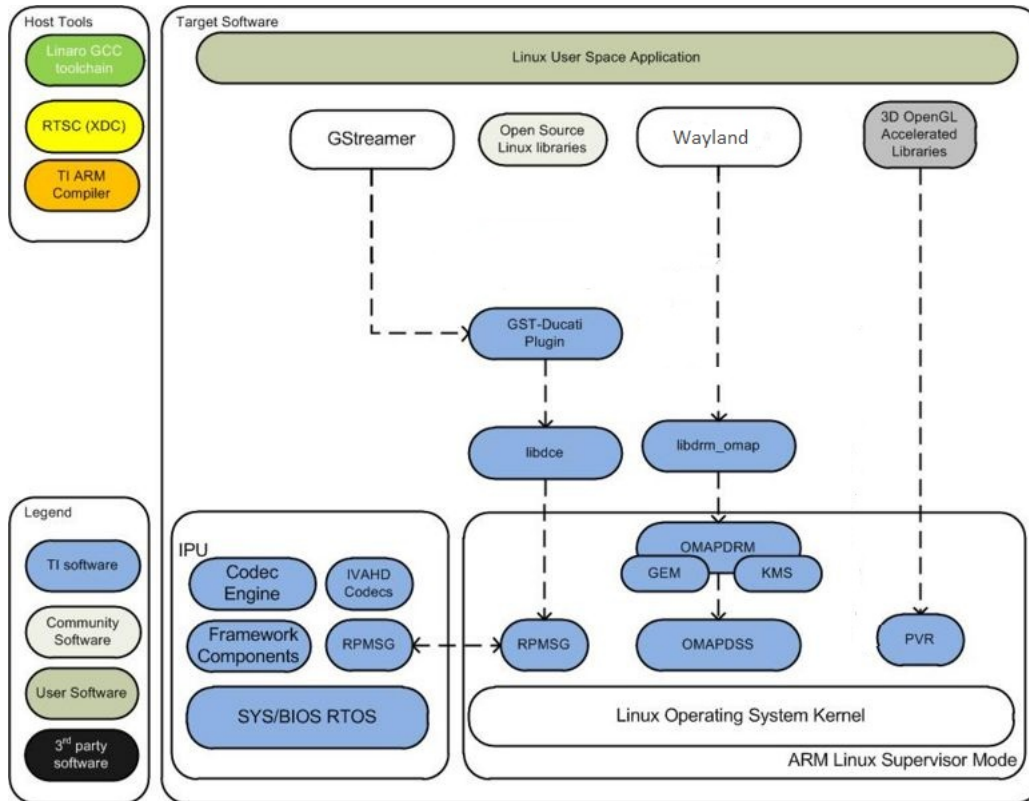 Host Tools
Linaro GCC
toolchain
RTSC (XDC)
TI ARM
Compiler
Target Software
Linux User Space Application
GStreamer
Open Source
Linux libraries
Wayland
3D OpenGL
Accelerated
Libraries
GST-Ducati
Plugin
libdce
libdrm_omap
Legend
TI software
Community
Software
User Software
3rd party
software
IPU
Codec
Engine
IVAHD
Codecs
Framework
Components
RPMSG
SYS/BIOS RTOS
OMAPDRM
GEM
KMS
RPMSG
OMAPDSS
PVR
Linux Operating System Kernel
ARM Linux Supervisor Mode